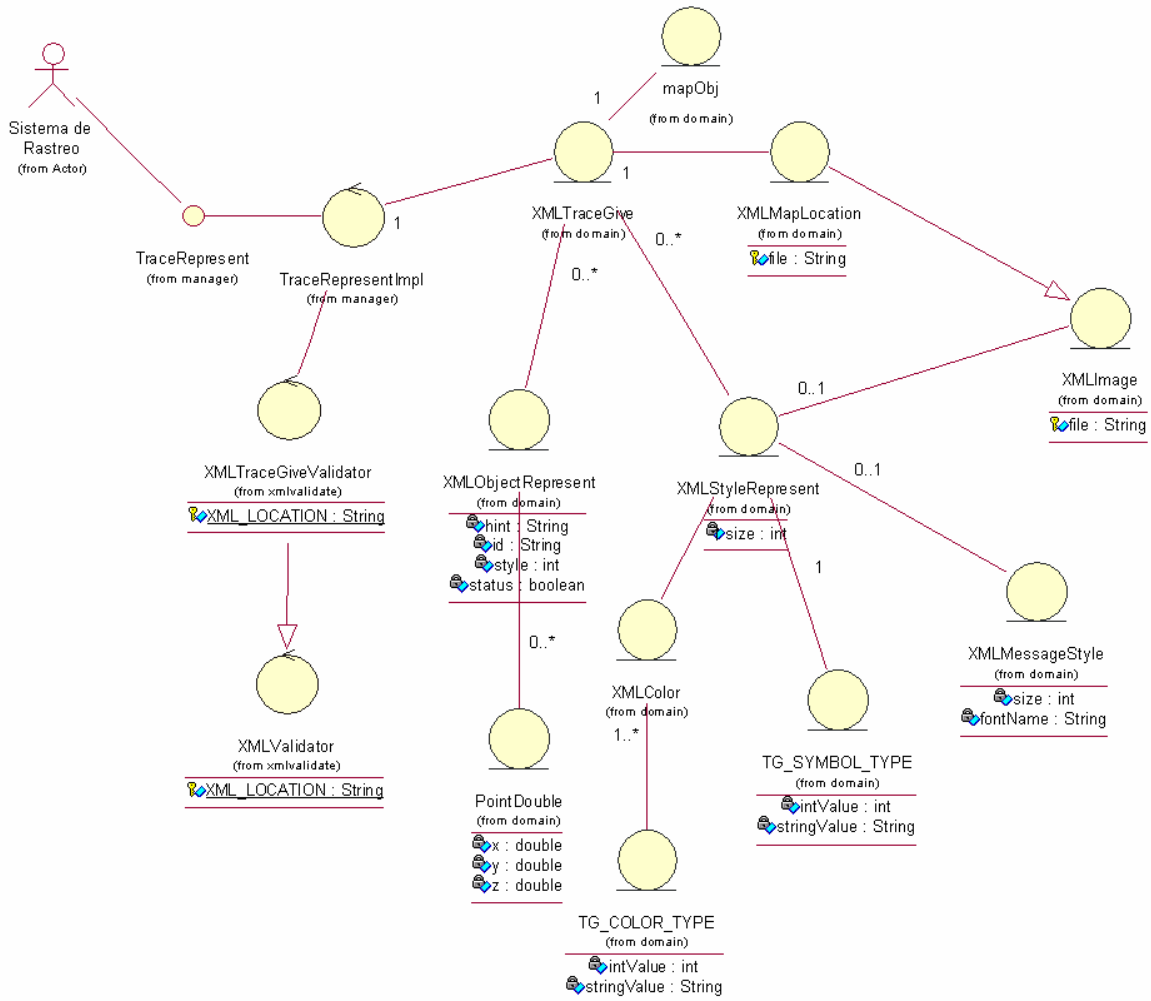 mapObj
(from domain)
1
Sistema de
Rastreo
(from Actor)
1
XMLTraceGive
(from domain)
XMLMapLocation
(from domain)
file : String
1
TraceRepresent
(from manager)
TraceRepresentImpl
(from manager)
0..*
0..*
XMLImage
(from domain)
file : String
0..1
XMLTraceGiveValidator
(from xmlvalidate)
XML_LOCATION : String
XMLObjectRepresent
(from domain)
hint : String
id : String
style : int
status : boolean
XMLStyleRepresent
(from domain)
size : int
0..1
1
0..*
XMLMessageStyle
(from domain)
size : int
fontName : String
XMLColor
(from domain)
1..*
XMLValidator
(from xmlvalidate)
XML_LOCATION : String
TG_SYMBOL_TYPE
(from domain)
intValue : int
stringValue : String
PointDouble
(from domain)
x : double
y : double
z : double
TG_COLOR_TYPE
(from domain)
intValue : int
stringValue : String